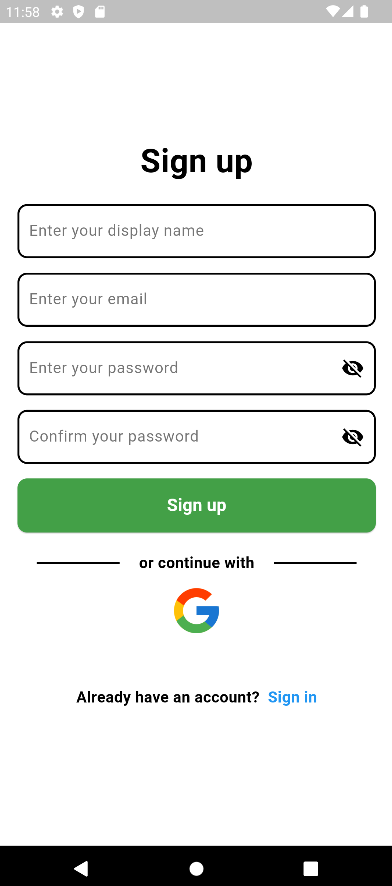 11:58
Sign up
Enter your display name
Enter your email
Enter your password
Confirm your password
Sign up
or continue with
Already have an account? Sign in